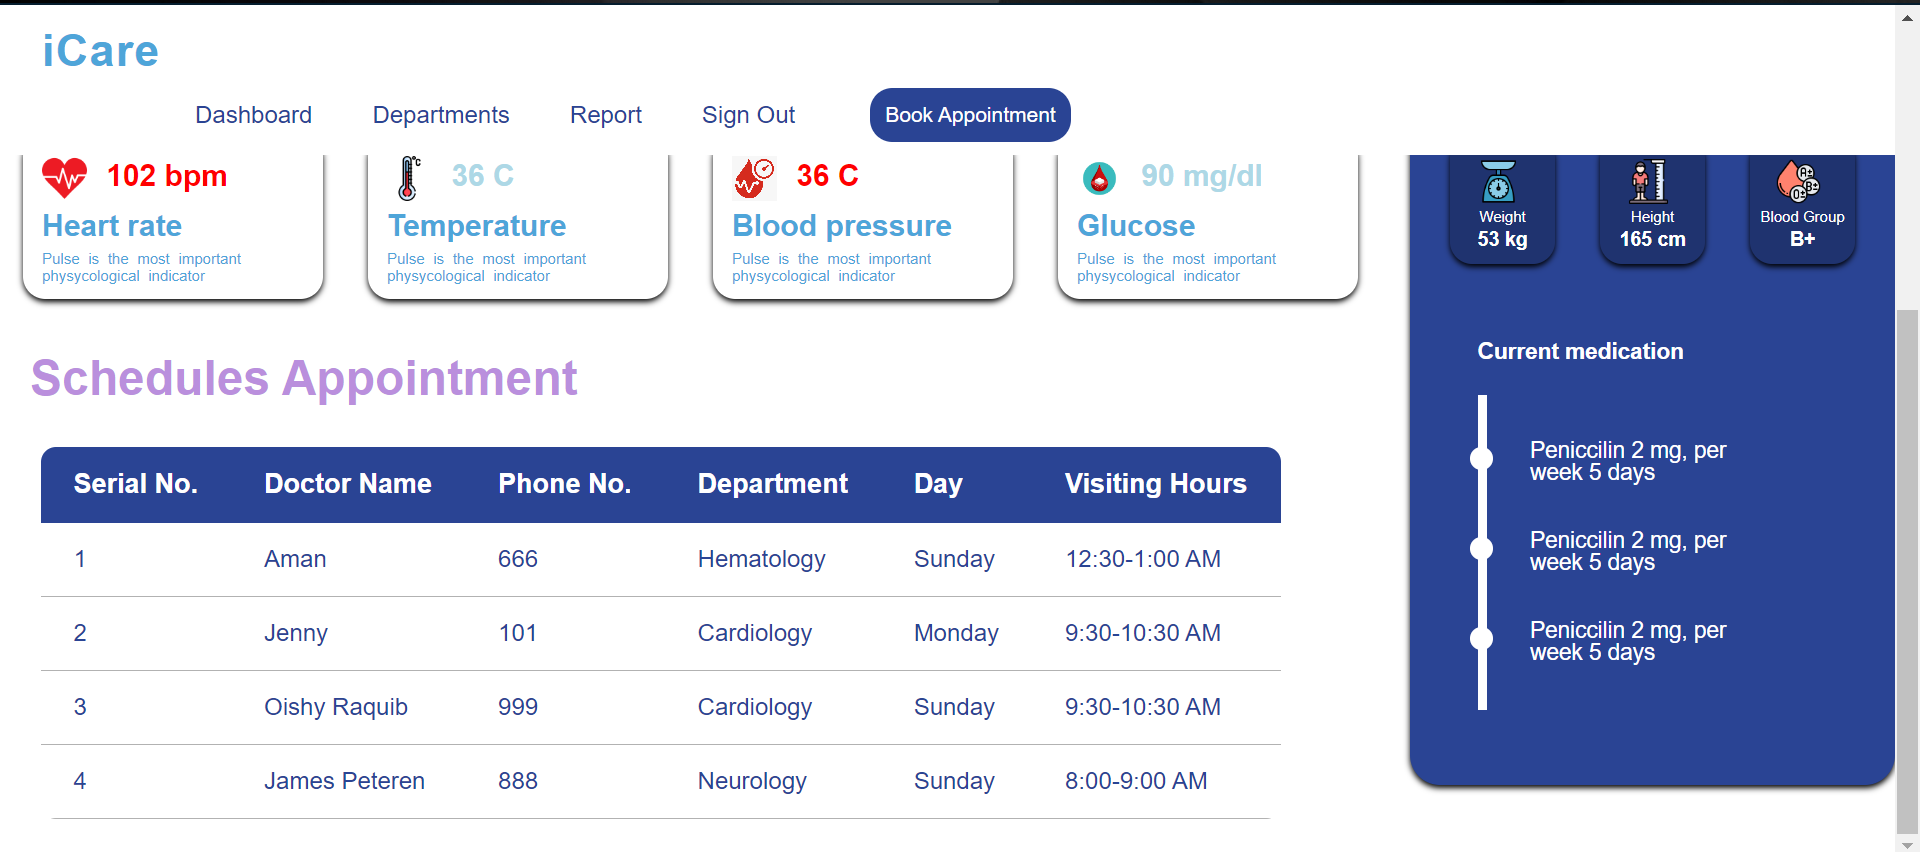 iCare
Dashboard Departments Report Sign Out Book Appointment
102 bpm
Heart rate
Pulse is the most important
physycological indicator
°C
36 C
Temperature
Pulse is the most important
physycological indicator
36 C
Blood pressure
Pulse is the most important
physycological indicator
90 mg/dl
Glucose
Pulse is the most important
physycological indicator
Weight
53 kg
Height
165 cm
A+
B+
O+
Blood Group
B+
Schedules Appointment
Serial No. Doctor Name Phone No. Department Day Visiting Hours
1 Aman 666 Hematology Sunday 12:30-1:00 AM
2 Jenny 101 Cardiology Monday 9:30-10:30 AM
3 Oishy Raquib 999 Cardiology Sunday 9:30-10:30 AM
4 James Peteren 888 Neurology Sunday 8:00-9:00 AM
Current medication
Peniccilin 2 mg, per
week 5 days
Peniccilin 2 mg, per
week 5 days
Peniccilin 2 mg, per
week 5 days